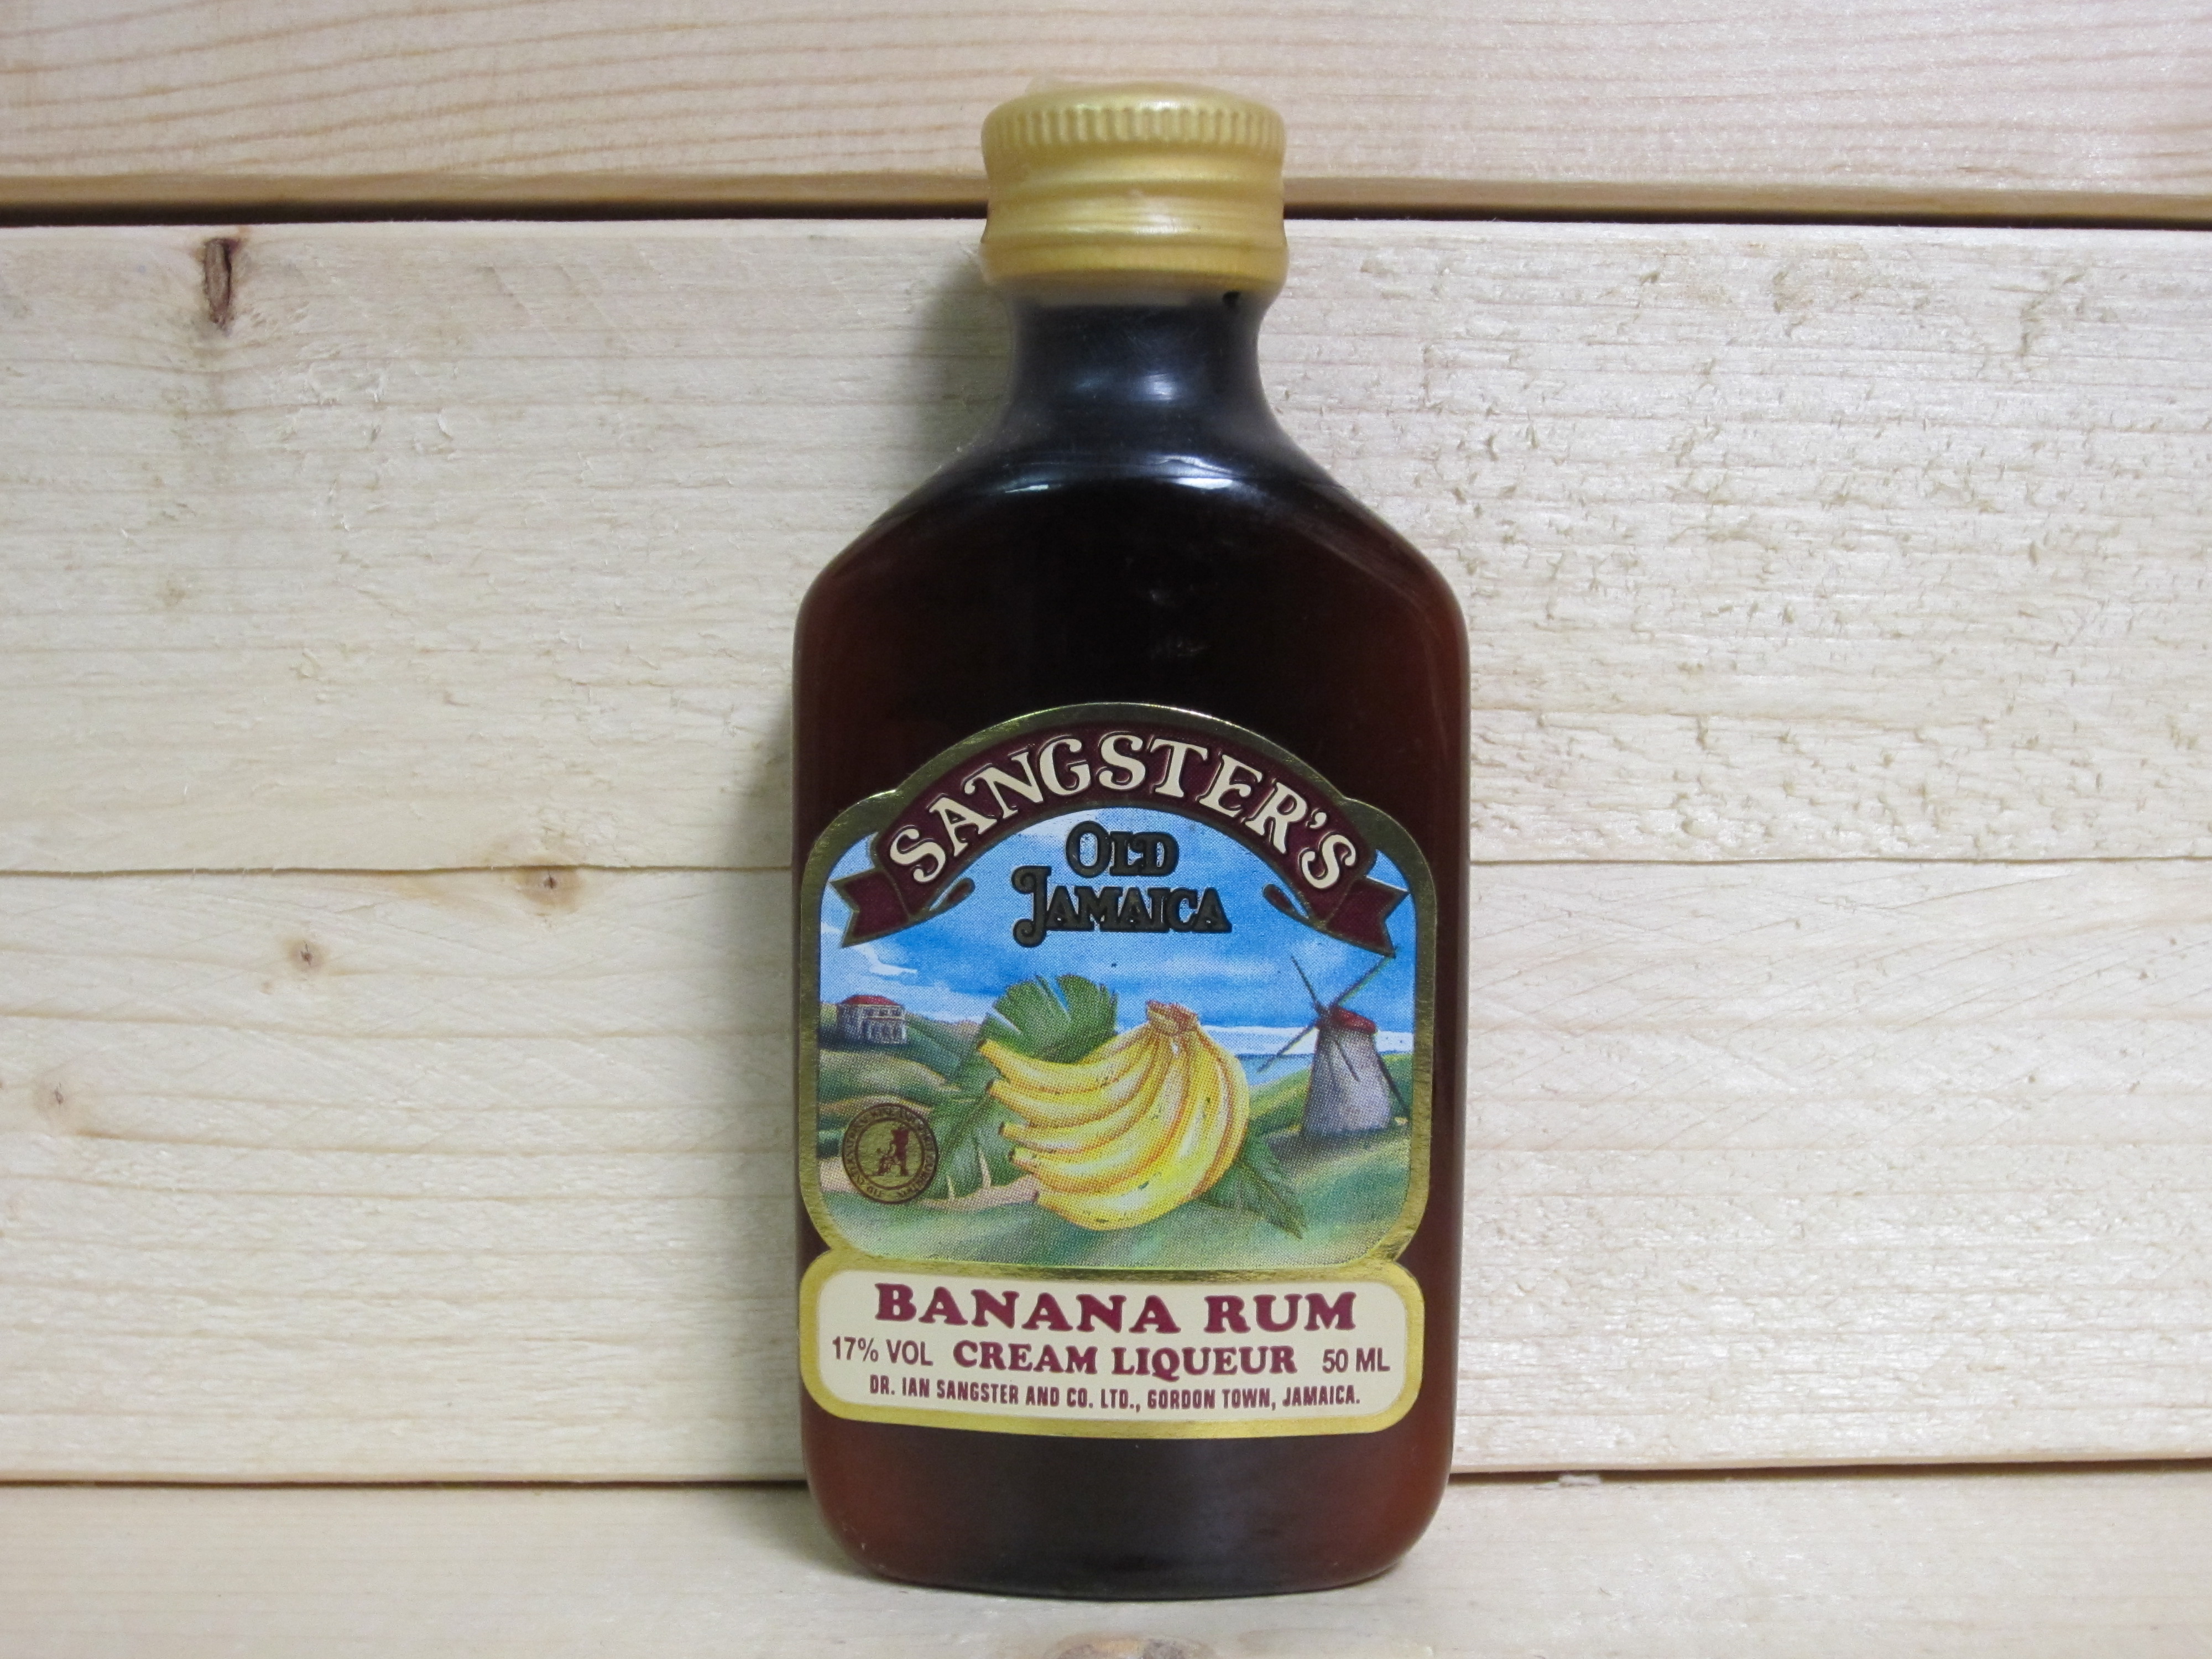 SANGSTER'S
OLD
JAMAICA
BANANA RUM
17% VOL CREAM LIQUEUR 50 ML
DR. IAN SANGSTER AND CO. LTD., GORDON TOWN, JAMAICA.